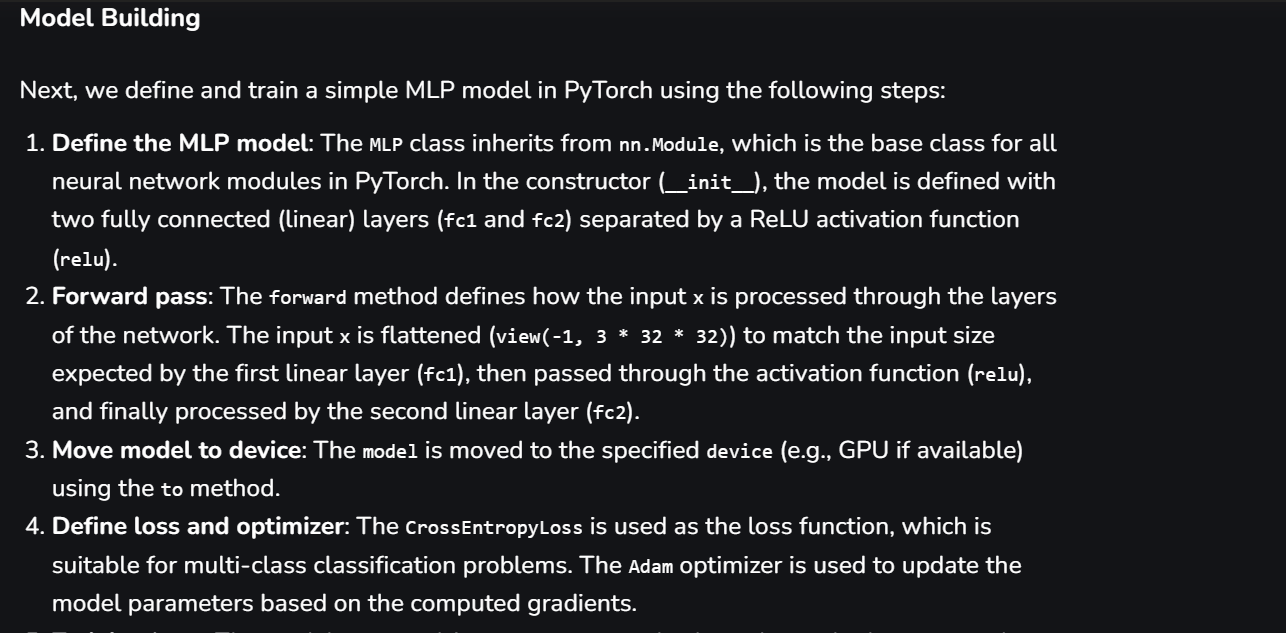 Model Building
Next, we define and train a simple MLP model in PyTorch using the following steps:
1. Define the MLP model: The MLP class inherits from nn.Module, which is the base class for all
neural network modules in PyTorch. In the constructor (__init__), the model is defined with
two fully connected (linear) layers (fc1 and fc2) separated by a ReLU activation function
(relu).
2. Forward pass: The forward method defines how the input x is processed through the layers
of the network. The input x is flattened (view(-1, 3 * 32 * 32)) to match the input size
expected by the first linear layer (fc1), then passed through the activation function (relu),
and finally processed by the second linear layer (fc2).
3. Move model to device: The model is moved to the specified device (e.g., GPU if available)
using the to method.
4. Define loss and optimizer: The CrossEntropyLoss is used as the loss function, which is
suitable for multi-class classification problems. The Adam optimizer is used to update the
model parameters based on the computed gradients.